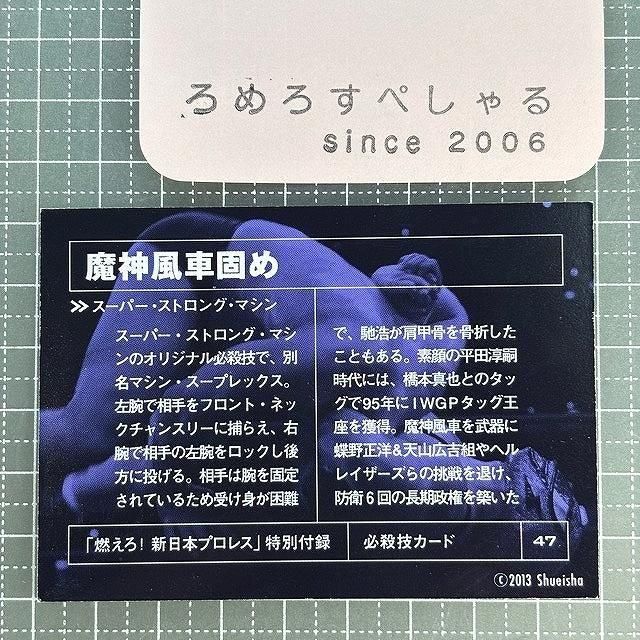 ろめろすぺしゃる
since 2006
魔神風車固め
≫スーパー・ストロング・マシン
スーパー・ストロング・マシ
ンのオリジナル必殺技で、別
名マシン・スープレックス。
左腕で相手をフロント・ネッ
クチャンスリーに捕らえ、右
腕で相手の左腕をロックし後
方に投げる。相手は腕を固定
されているため受け身が困難
で、馳浩が肩甲骨を骨折した
こともある。素顔の平田淳嗣
時代には、橋本真也とのタッ
グで95年にIWGPタッグ王
座を獲得。魔神風車を武器に
蝶野正洋&天山広吉組やヘル
レイザーズらの挑戦を退け、
防衛6回の長期政権を築いた
「燃えろ! 新日本プロレス」特別付録
必殺技カード
47
©2013 Shueisha